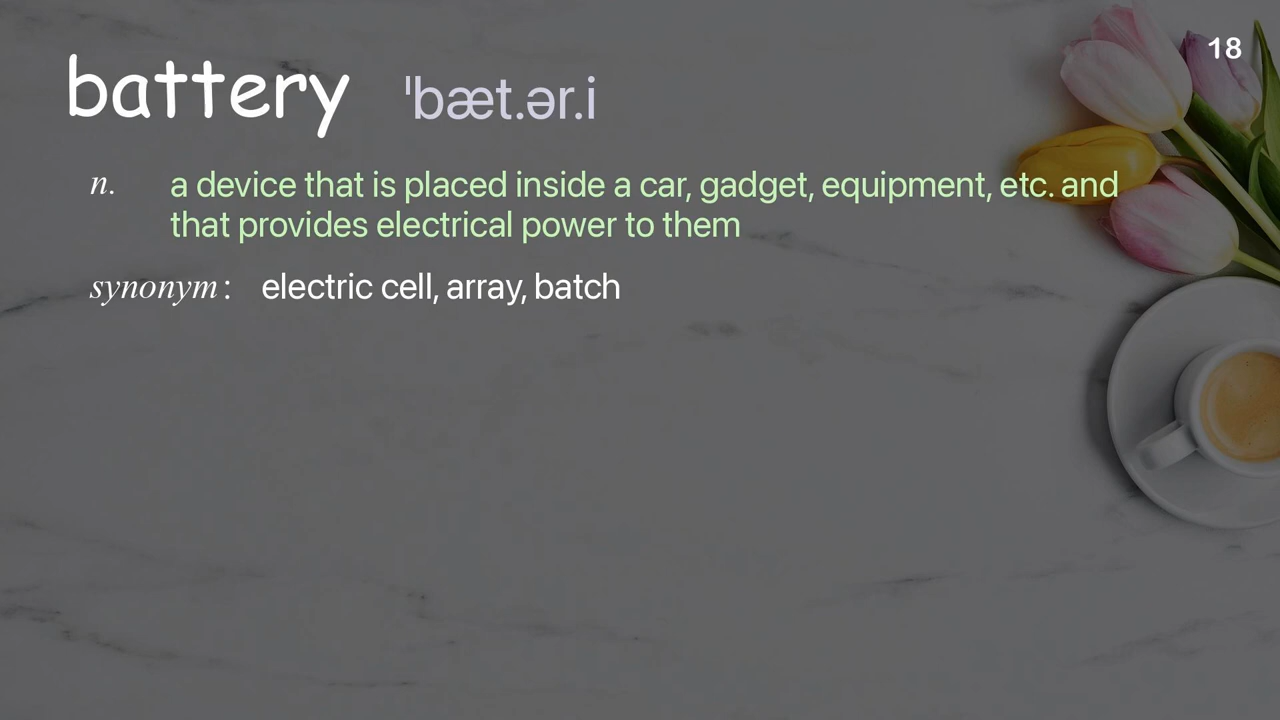 18
battery ˈbæt.ər.i
n. a device that is placed inside a car, gadget, equipment, etc. and
that provides electrical power to them
synonym : electric cell, array, batch